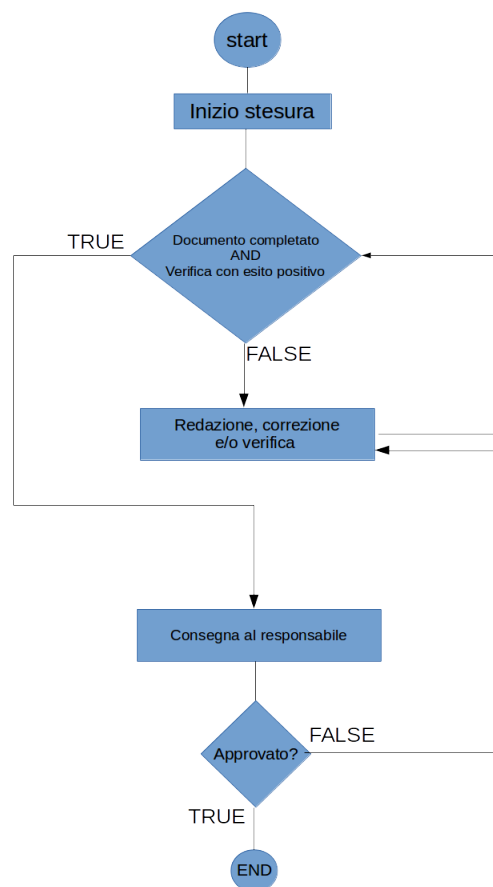 start
Inizio stesura
TRUE
Documento completato
AND
Verifica con esito positivo
FALSE
Redazione, correzione
e/o verifica
Consegna al responsabile
Approvato?
FALSE
TRUE
END